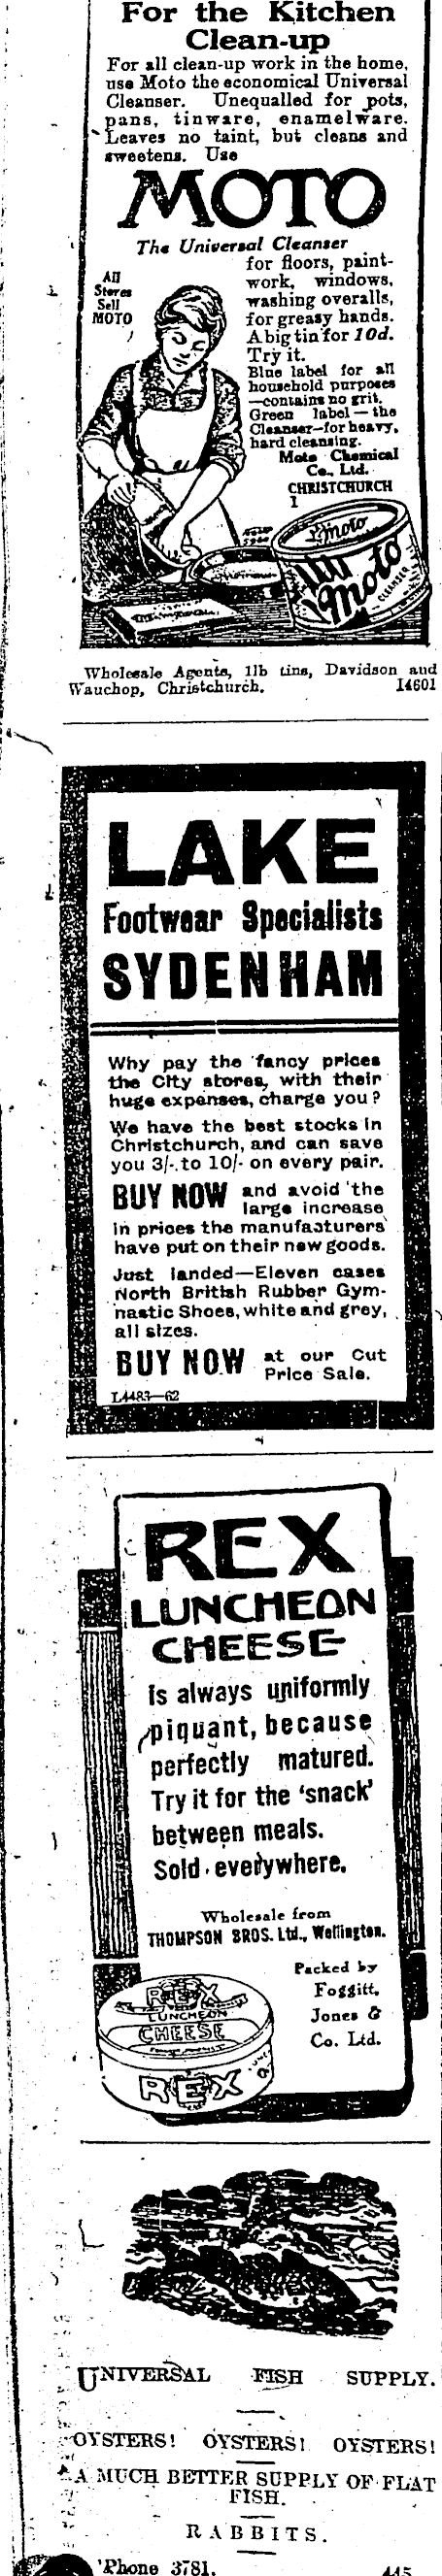 For the Kitchen
Clean-up
For all clean-up work in the home,
use Moto the economical Universal
Cleanser. Unequalled for pots,
pans, tinware, enamelware.
Leaves no taint, but cleans and
sweetens. Use
MOTO
The Universal Cleanser
All
Stores
Sell
MOTO
for floors, paint-
work, windows,
washing overalls,
for greasy hands.
A big tin for 10d.
Try it.
Blue label for all
household purposes
—contains no grit.
Green label—the
Cleanser—for heavy,
hard cleansing.
Moto Chemical
Co., Ltd.
CHRISTCHURCH
1
Moto
Moto
CLEANSER
Wholesale Agents, 1lb tins, Davidson and
Wauchop, Christchurch. L4601
LAKE
Footwear Specialists
SYDENHAM
Why pay the fancy prices
the City stores, with their
huge expenses, charge you?
We have the best stocks in
Christchurch, and can save
you 3/- to 10/- on every pair.
BUY NOW and avoid the
large increase
in prices the manufacturers
have put on their new goods.
Just landed—Eleven cases
North British Rubber Gym-
nastic Shoes, white and grey,
all sizes.
BUY NOW at our Cut
Price Sale.
L4483—62
REX
LUNCHEON
CHEESE
is always uniformly
piquant, because
perfectly matured.
Try it for the 'snack'
between meals.
Sold everywhere.
Wholesale from
THOMPSON BROS. Ltd., Wellington.
Packed by
Foggitt,
Jones &
Co. Ltd.
REX
LUNCHEON
CHEESE
REX
UNIVERSAL FISH SUPPLY.
OYSTERS! OYSTERS! OYSTERS!
A MUCH BETTER SUPPLY OF FLAT
FISH.
RABBITS.
'Phone 3781. 445